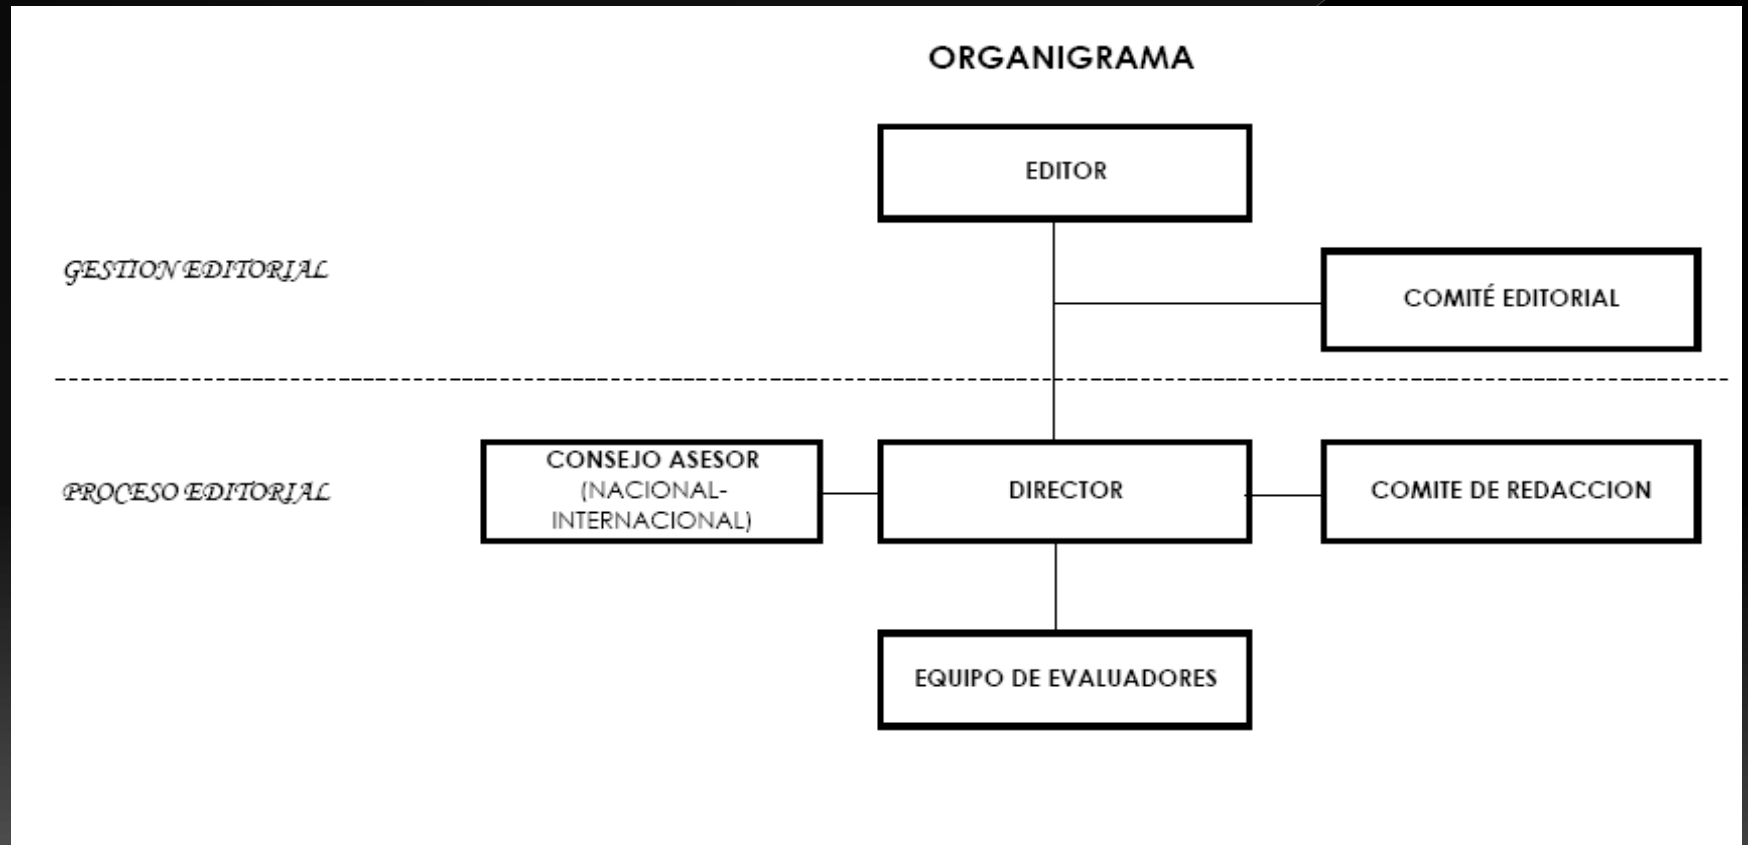 ORGANIGRAMA
EDITOR
GESTION EDITORIAL
COMITÉ EDITORIAL
PROCESO EDITORIAL
CONSEJO ASESOR
(NACIONAL-
INTERNACIONAL)
DIRECTOR
COMITE DE REDACCION
EQUIPO DE EVALUADORES